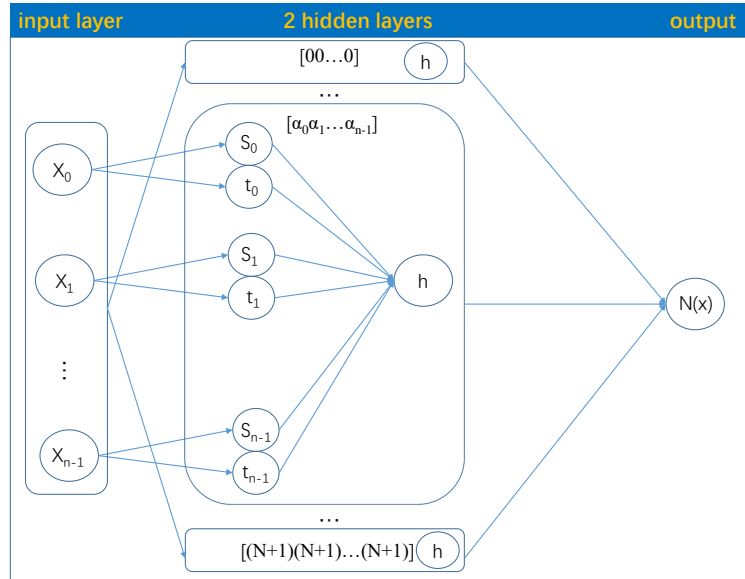 input layer 2 hidden layers output
[00…0] h
…
[α₀α₁…αₙ₋₁]
X₀ S₀
t₀
X₁ S₁
t₁
h
N(x)
⋮
Xₙ₋₁ Sₙ₋₁
tₙ₋₁
…
[(N+1)(N+1)…(N+1)] h